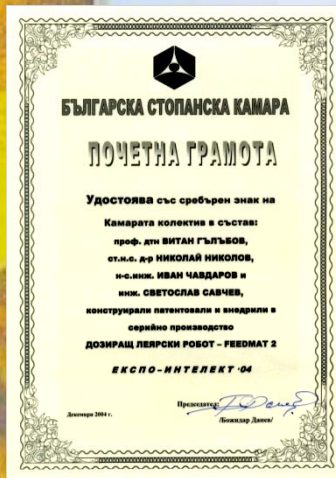 БЪЛГАРСКА СТОПАНСКА КАМАРА
ПОЧЕТНА ГРАМОТА
Удостоява със сребърен знак на
Камарата колектив в състав:
проф. дтн ВИТАН ГЪЛЪБОВ,
ст.н.с. д-р НИКОЛАЙ НИКОЛОВ,
н-с.инж. ИВАН ЧАВДАРОВ и
инж. СВЕТОСЛАВ САВЧЕВ,
конструирали патентовали и внедрили в
серийно производство
ДОЗИРАЩ ЛЕЯРСКИ РОБОТ – FEEDMAT 2
ЕКСПО-ИНТЕЛЕКТ '04
Председател:
Декември 2004 г.
/Божидар Данев/